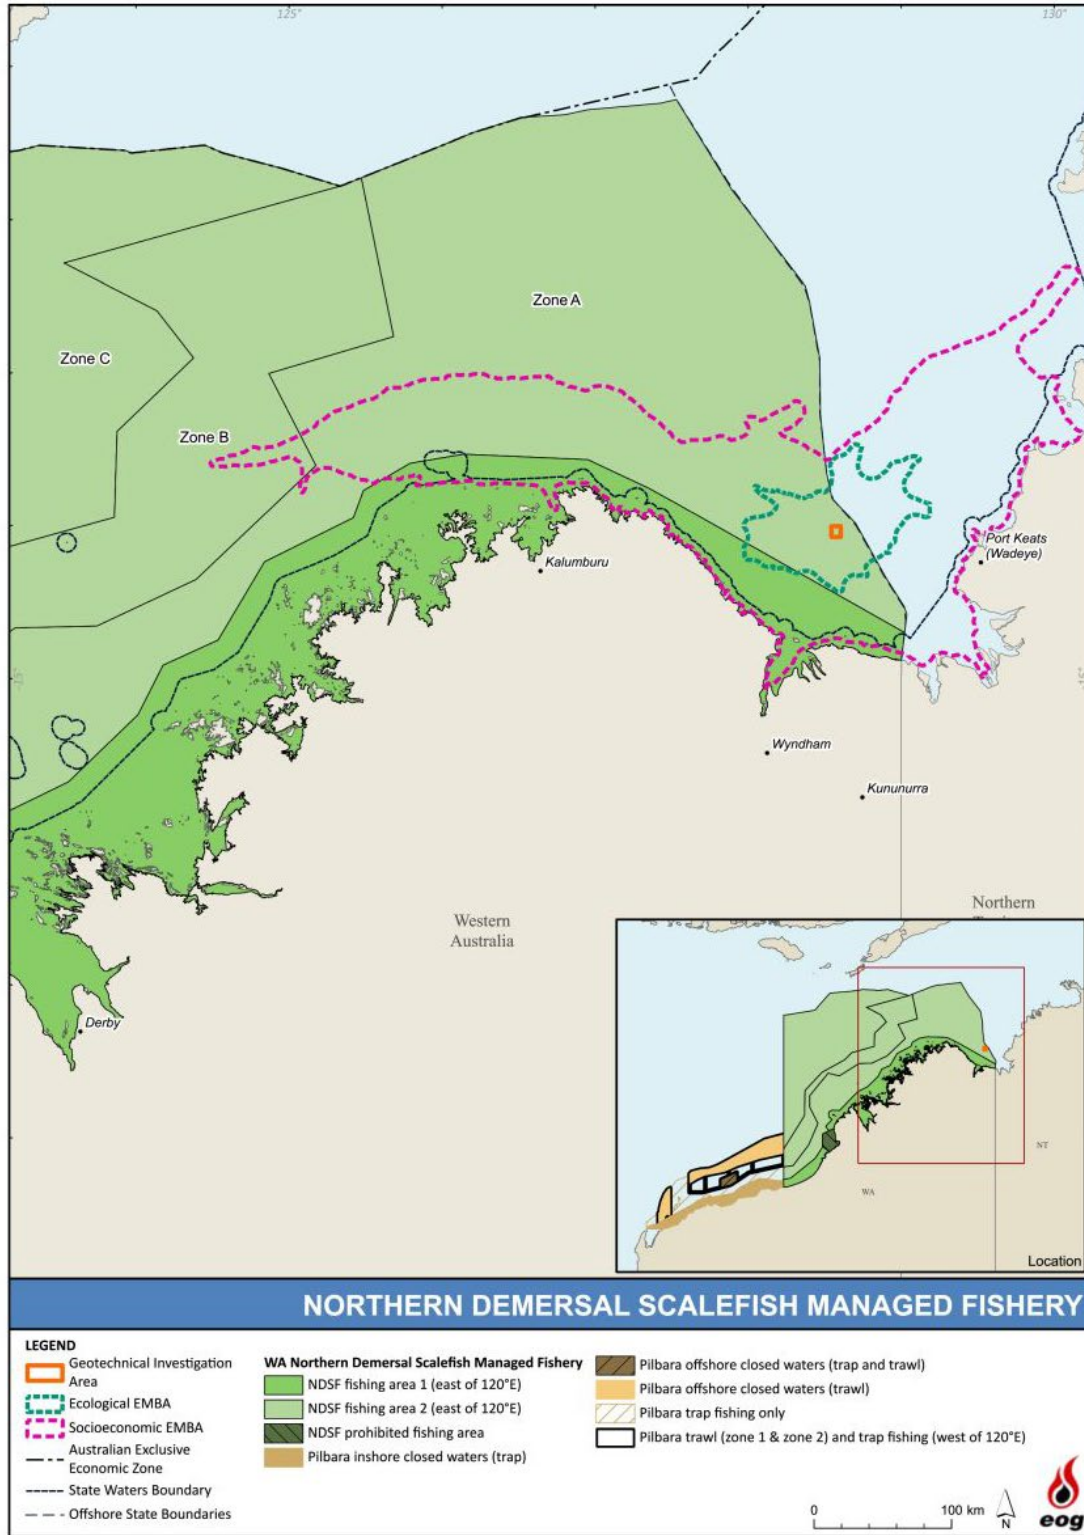 125°
130°
Zone A
Zone C
Zone B
Port Keats
(Wadeye)
Kalumburu
-15°
-15°
Wyndham
Kununurra
Western
Australia
Northern
Derby
NT
WA
Location
NORTHERN DEMERSAL SCALEFISH MANAGED FISHERY
LEGEND
Geotechnical Investigation
Area
Ecological EMBA
Socioeconomic EMBA
Australian Exclusive
Economic Zone
State Waters Boundary
Offshore State Boundaries
WA Northern Demersal Scalefish Managed Fishery
NDSF fishing area 1 (east of 120°E)
NDSF fishing area 2 (east of 120°E)
NDSF prohibited fishing area
Pilbara inshore closed waters (trap)
Pilbara offshore closed waters (trap and trawl)
Pilbara offshore closed waters (trawl)
Pilbara trap fishing only
Pilbara trawl (zone 1 & zone 2) and trap fishing (west of 120°E)
0 100 km
N
eog